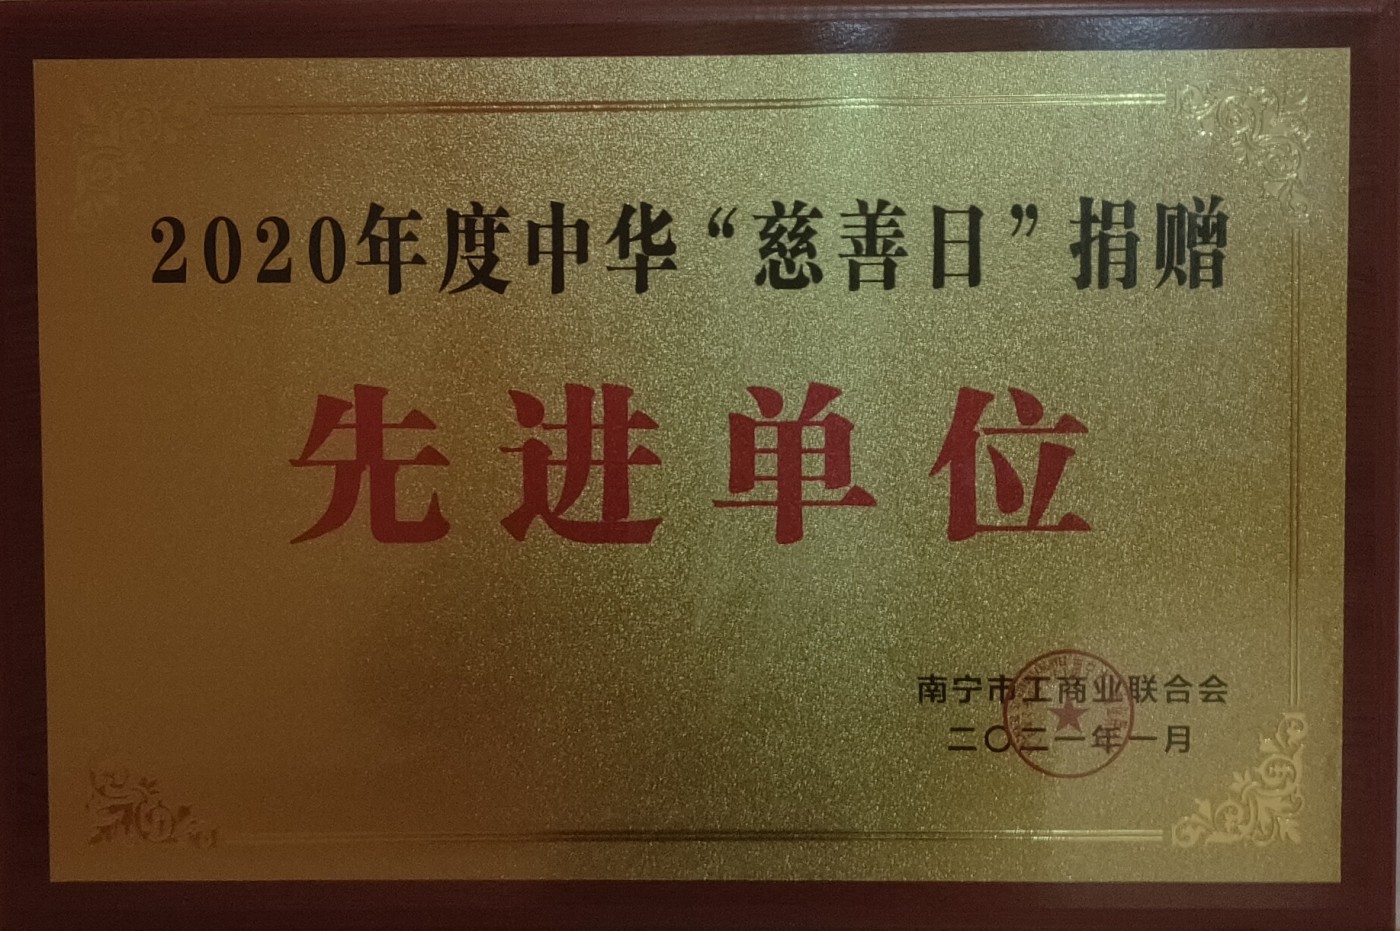 2020年度中华“慈善日”捐赠
先进单位
南宁市工商业联合会
二〇二一年一月